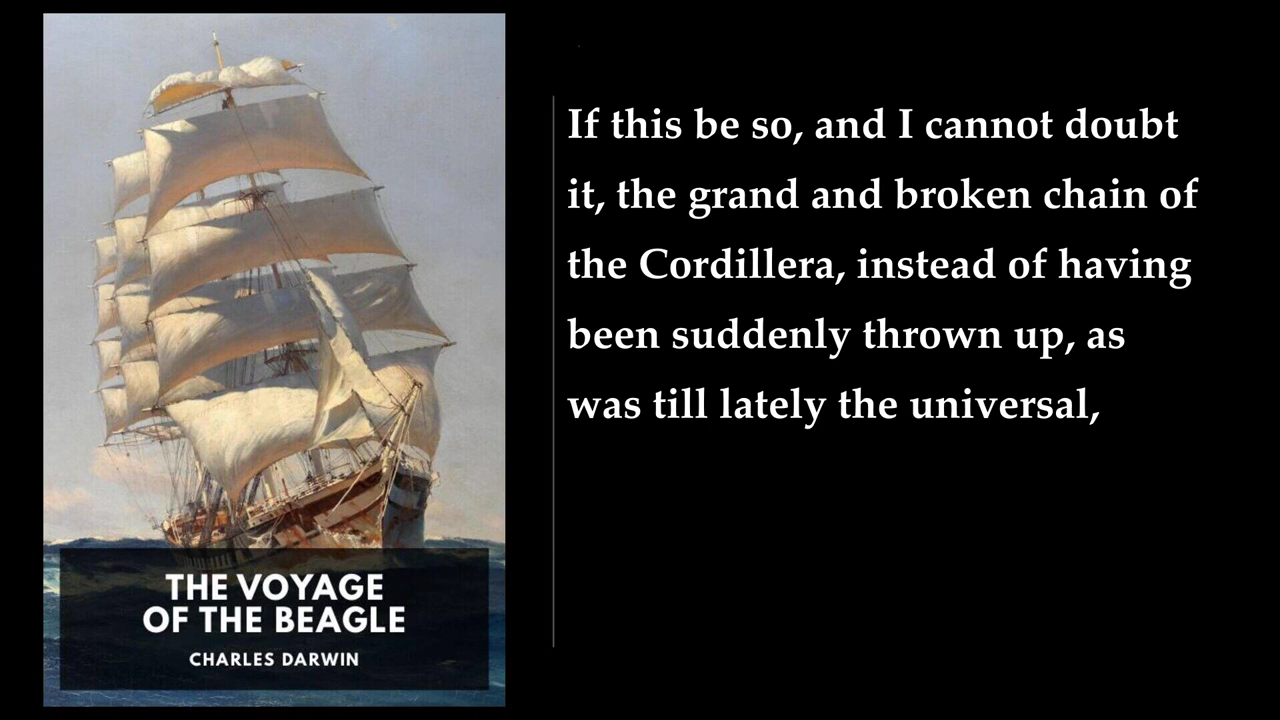 THE VOYAGE
OF THE BEAGLE
CHARLES DARWIN
If this be so, and I cannot doubt
it, the grand and broken chain of
the Cordillera, instead of having
been suddenly thrown up, as
was till lately the universal,